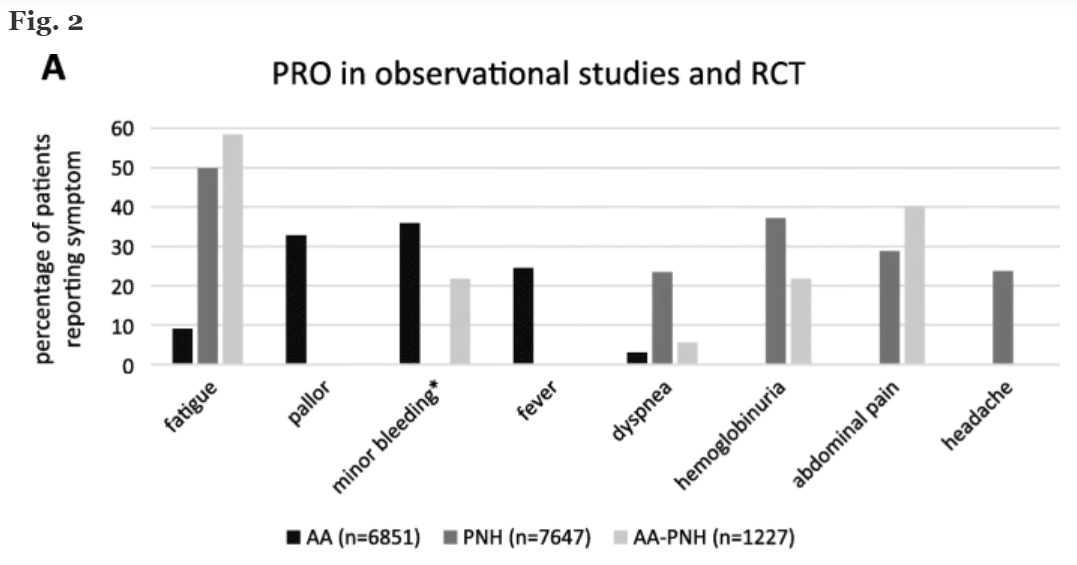 Fig. 2
A
PRO in observational studies and RCT
percentage of patients
reporting symptom
60
50
40
30
20
10
0
fatigue
pallor
minor bleeding*
fever
dyspnea
hemoglobinuria
abdominal pain
headache
AA (n=6851) PNH (n=7647) AA-PNH (n=1227)